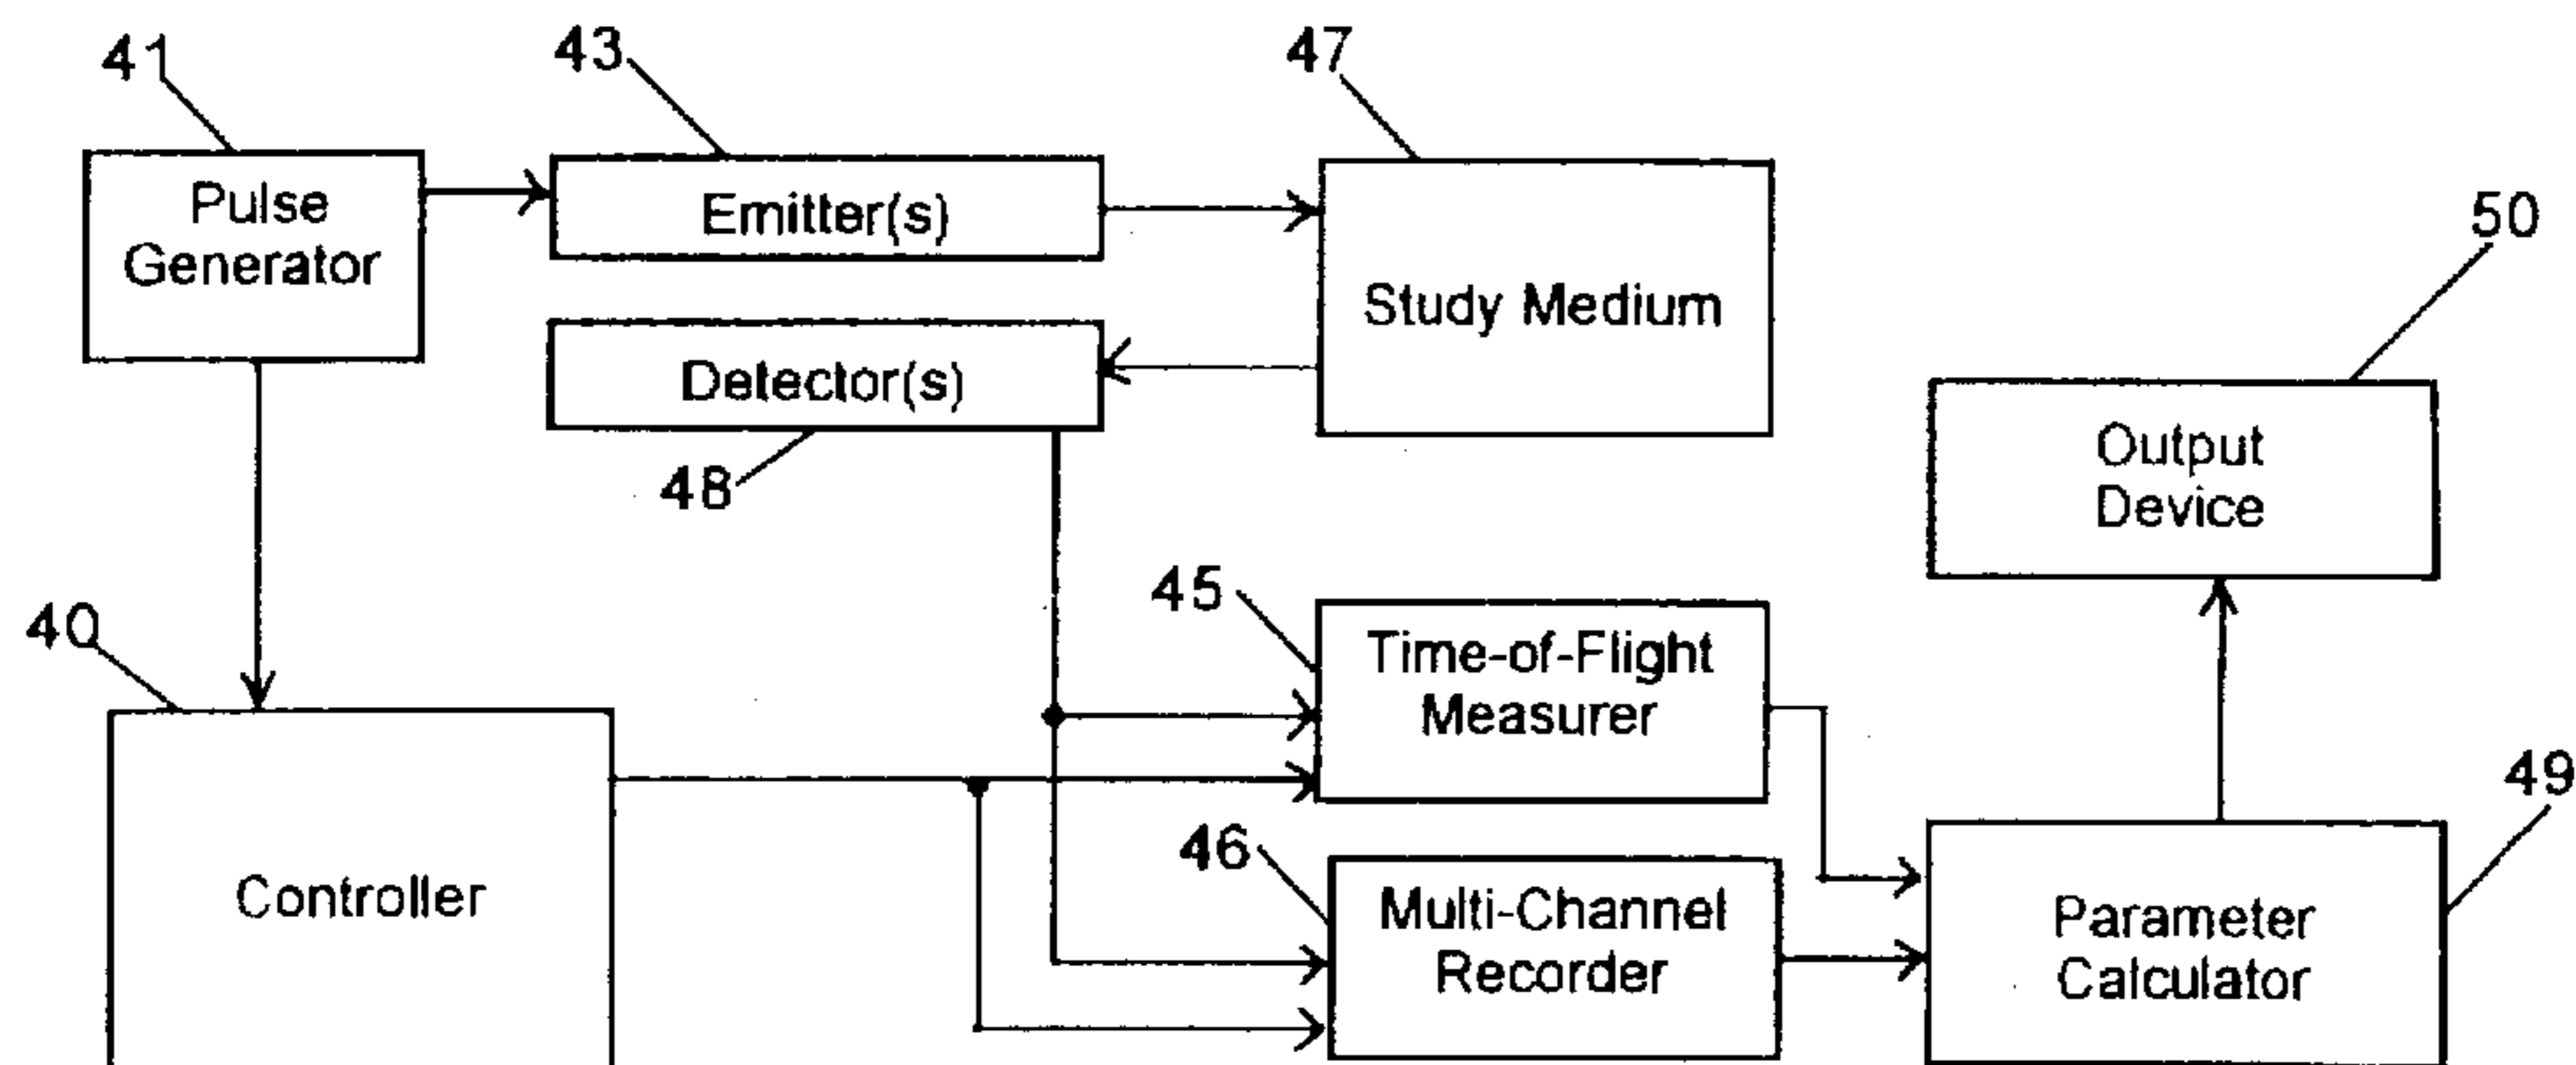 41
43
47
Pulse
Generator
Emitter(s)
Study Medium
50
Detector(s)
48
Output
Device
45
Time-of-Flight
Measurer
40
49
46
Controller
Multi-Channel
Recorder
Parameter
Calculator